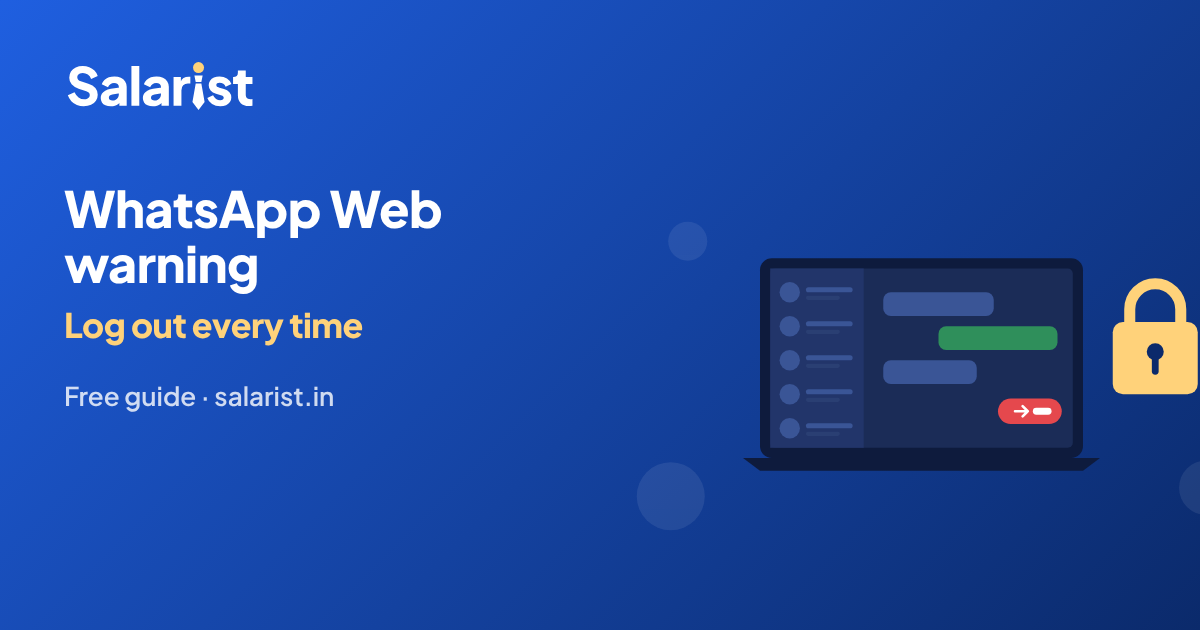 Salarist
WhatsApp Web
warning
Log out every time
Free guide · salarist.in